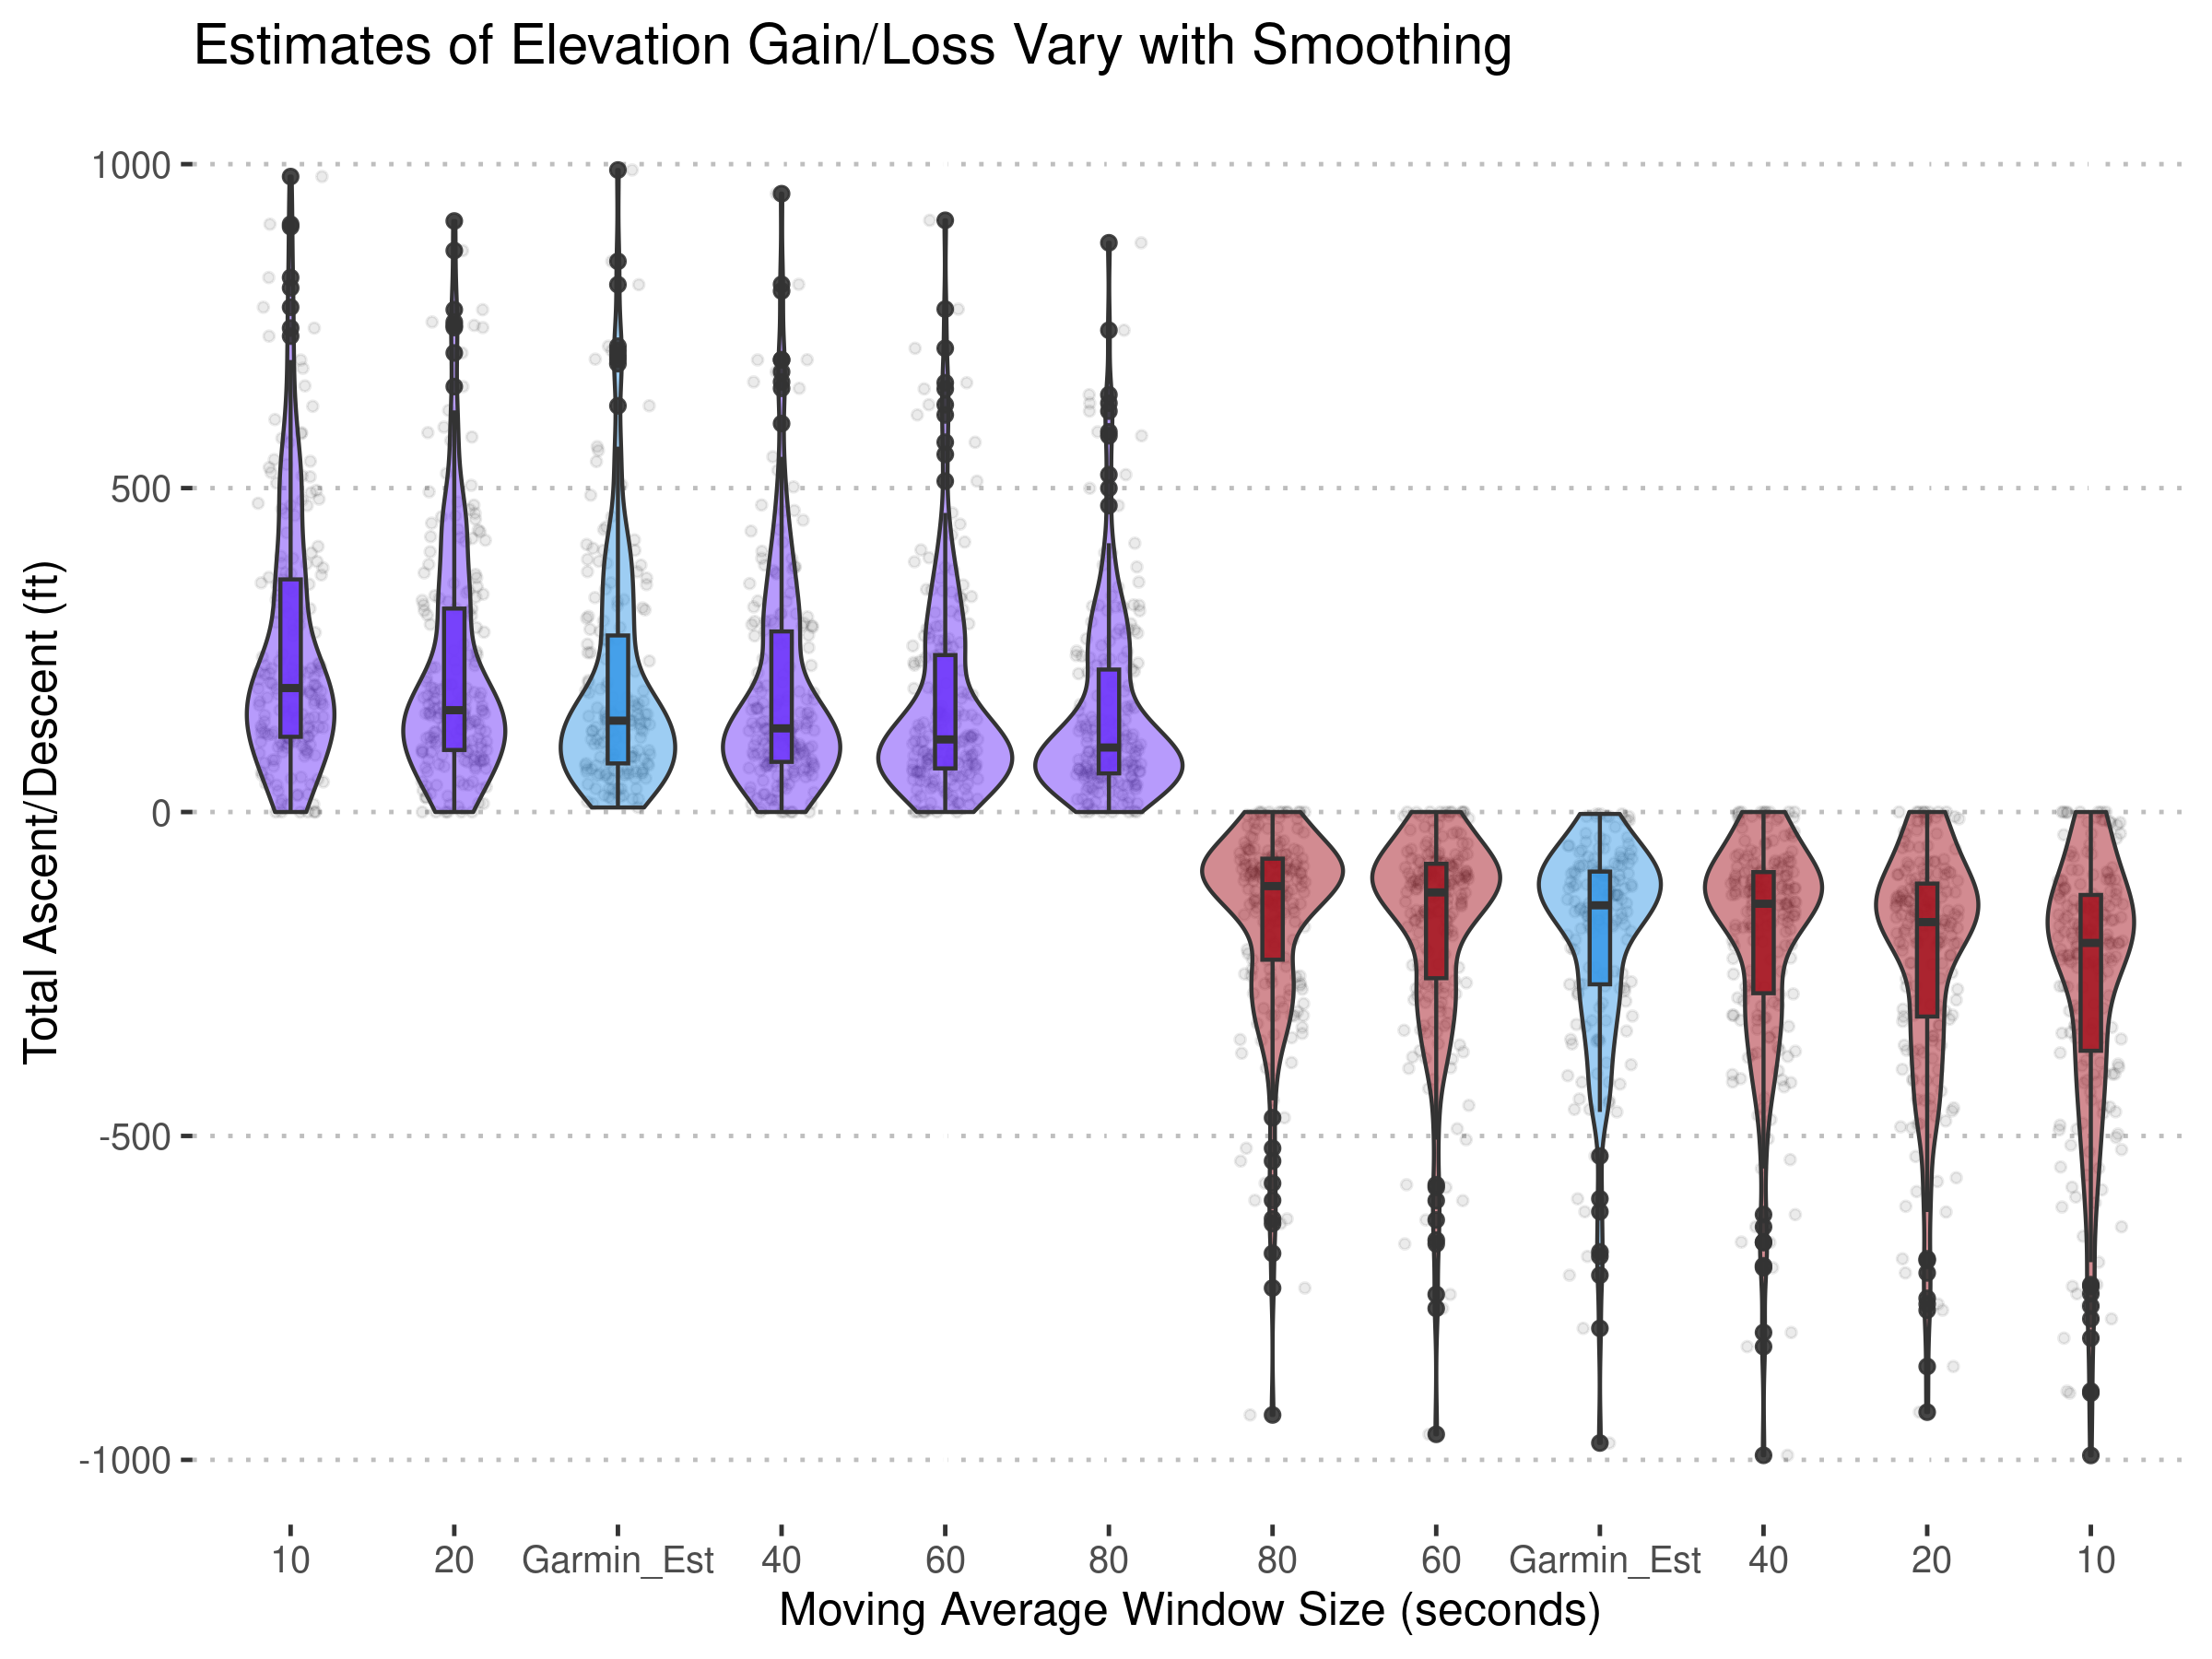 Estimates of Elevation Gain/Loss Vary with Smoothing
Total Ascent/Descent (ft)
1000
500
0
-500
-1000
10 20 Garmin_Est 40 60 80 80 60 Garmin_Est 40 20 10
Moving Average Window Size (seconds)